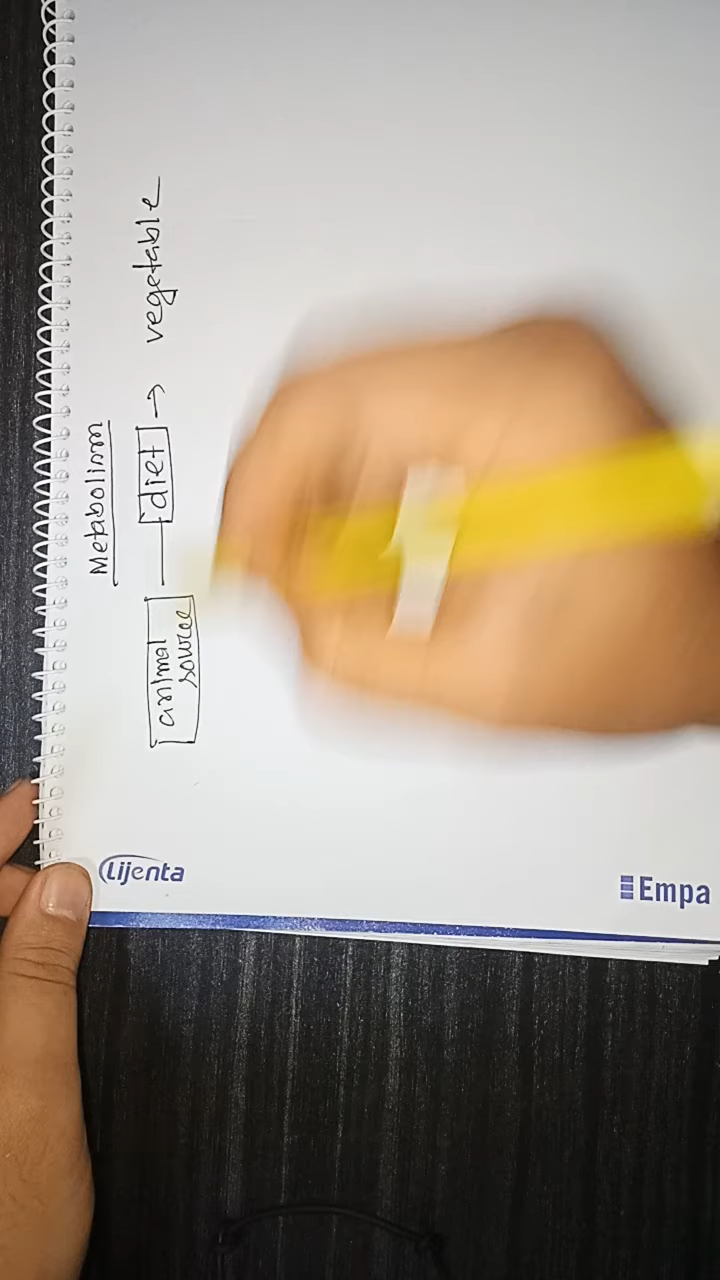 Metabolism
animal source — diet → vegetable
Lijenta
Empa